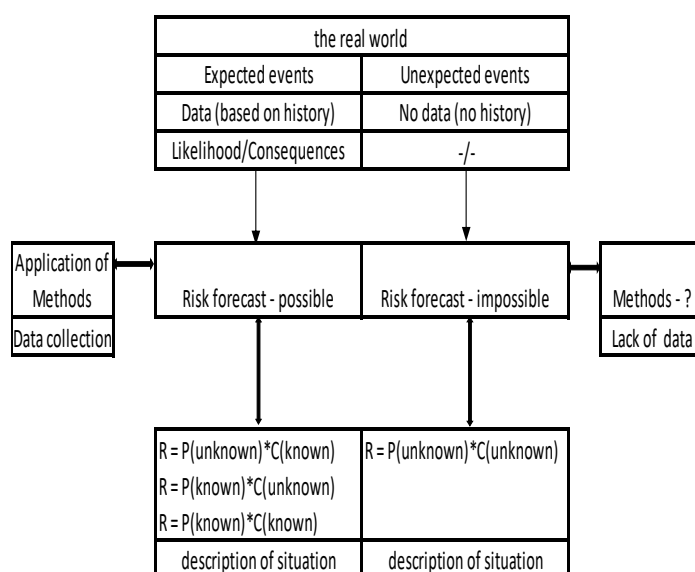 the real world
Expected events Unexpected events
Data (based on history) No data (no history)
Likelihood/Consequences -/-
Application of
Methods Risk forecast - possible Risk forecast - impossible Methods - ?
Data collection Lack of data
R = P(unknown)*C(known) R = P(unknown)*C(unknown)
R = P(known)*C(unknown)
R = P(known)*C(known)
description of situation description of situation